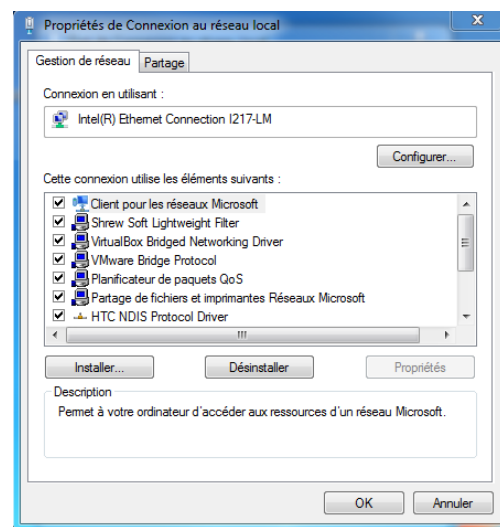 Propriétés de Connexion au réseau local
X
Gestion de réseau Partage
Connexion en utilisant :
Intel(R) Ethernet Connection I217-LM
Configurer...
Cette connexion utilise les éléments suivants :
Client pour les réseaux Microsoft
Shrew Soft Lightweight Filter
VirtualBox Bridged Networking Driver
VMware Bridge Protocol
Planificateur de paquets QoS
Partage de fichiers et imprimantes Réseaux Microsoft
HTC NDIS Protocol Driver
Installer... Désinstaller Propriétés
Description
Permet à votre ordinateur d'accéder aux ressources d'un réseau Microsoft.
OK Annuler